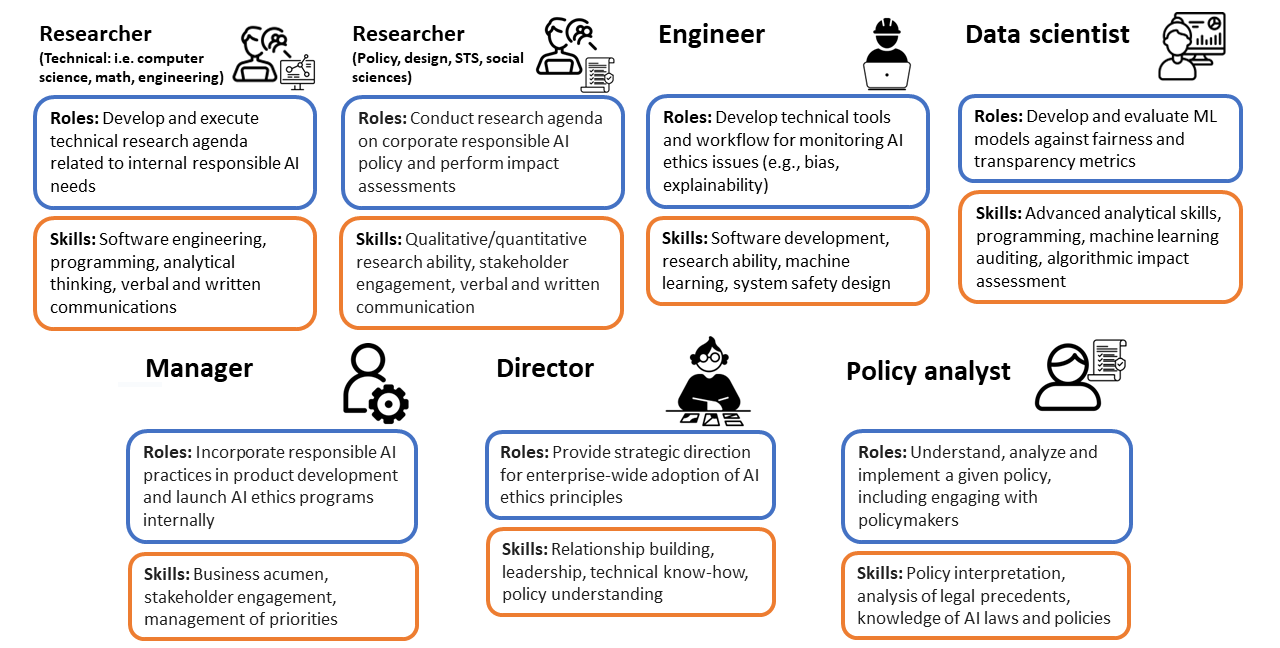 Researcher
(Technical: i.e. computer
science, math, engineering)
Roles: Develop and execute
technical research agenda
related to internal responsible AI
needs
Skills: Software engineering,
programming, analytical
thinking, verbal and written
communications
Researcher
(Policy, design, STS, social
sciences)
Roles: Conduct research agenda
on corporate responsible AI
policy and perform impact
assessments
Skills: Qualitative/quantitative
research ability, stakeholder
engagement, verbal and written
communication
Engineer
Roles: Develop technical tools
and workflow for monitoring AI
ethics issues (e.g., bias,
explainability)
Skills: Software development,
research ability, machine
learning, system safety design
Data scientist
Roles: Develop and evaluate ML
models against fairness and
transparency metrics
Skills: Advanced analytical skills,
programming, machine learning
auditing, algorithmic impact
assessment
Manager
Roles: Incorporate responsible AI
practices in product development
and launch AI ethics programs
internally
Skills: Business acumen,
stakeholder engagement,
management of priorities
Director
Roles: Provide strategic direction
for enterprise-wide adoption of AI
ethics principles
Skills: Relationship building,
leadership, technical know-how,
policy understanding
Policy analyst
Roles: Understand, analyze and
implement a given policy,
including engaging with
policymakers
Skills: Policy interpretation,
analysis of legal precedents,
knowledge of AI laws and policies